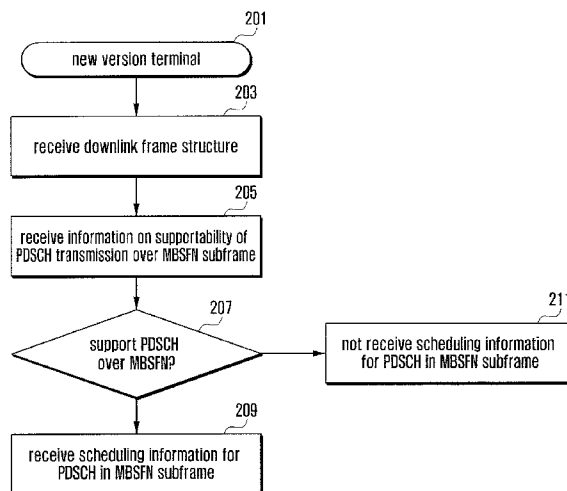 201
new version terminal
203
receive downlink frame structure
205
receive information on supportability of
PDSCH transmission over MBSFN subframe
207
support PDSCH
over MBSFN?
211
not receive scheduling information
for PDSCH in MBSFN subframe
209
receive scheduling information for
PDSCH in MBSFN subframe